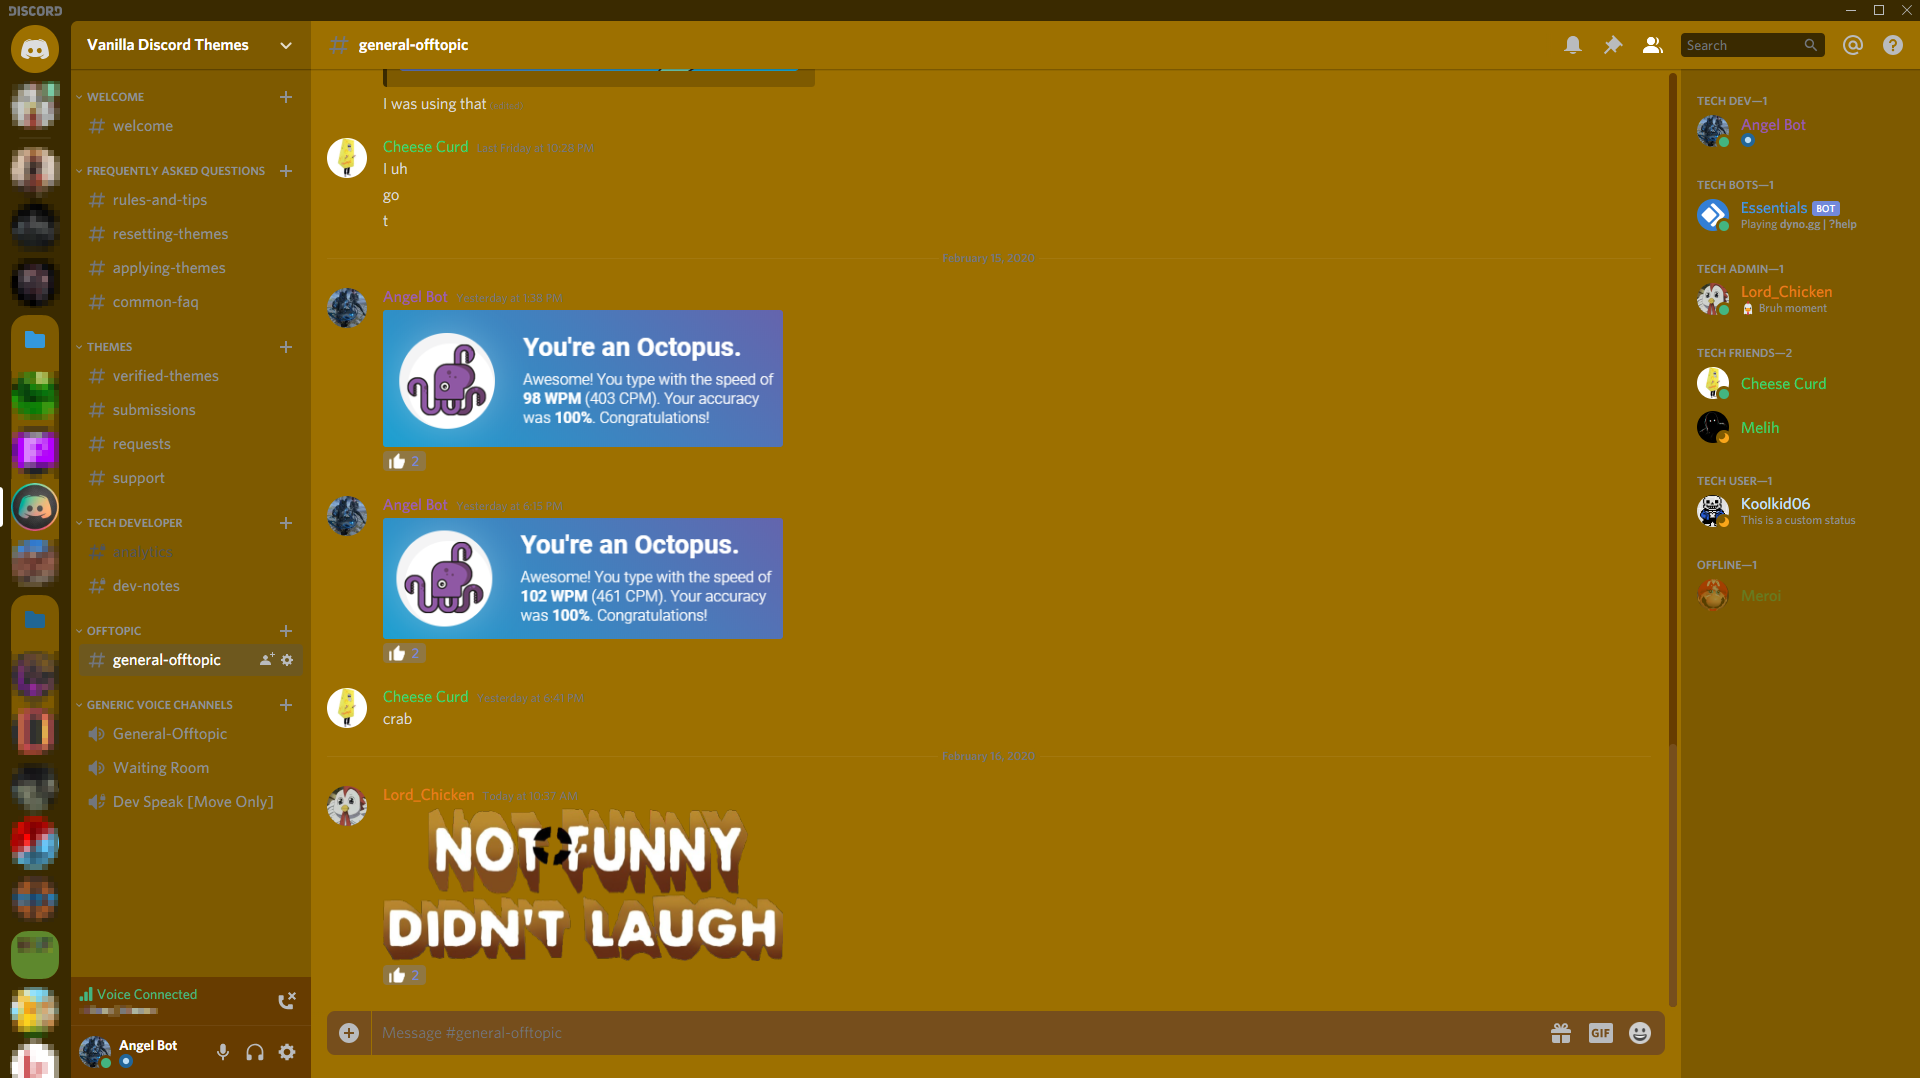 DISCORD
Vanilla Discord Themes
general-offtopic
Search
WELCOME
welcome
FREQUENTLY ASKED QUESTIONS
rules-and-tips
resetting-themes
applying-themes
common-faq
THEMES
verified-themes
submissions
requests
support
TECH DEVELOPER
analytics
dev-notes
OFFTOPIC
general-offtopic
GENERIC VOICE CHANNELS
General-Offtopic
Waiting Room
Dev Speak [Move Only]
Voice Connected
Angel Bot
I was using that
Cheese Curd Last Friday at 10:29 PM
I uh
go
t
February 15, 2020
Angel Bot Yesterday at
You're an Octopus.
Awesome! You type with the speed of
98 WPM (403 CPM). Your accuracy
was 100%. Congratulations!
2
Angel Bot Yesterday at 6:15 PM
You're an Octopus.
Awesome! You type with the speed of
102 WPM (461 CPM). Your accuracy
was 100%. Congratulations!
2
Cheese Curd Yesterday at
crab
February 16, 2020
Lord_Chicken Today at 10:37 AM
NOT FUNNY
DIDN'T LAUGH
2
Message #general-offtopic
GIF
TECH DEV—1
Angel Bot
TECH BOTS—1
Essentials BOT
Playing dyno.gg | ?help
TECH ADMIN—1
Lord_Chicken
Bruh moment
TECH FRIENDS—2
Cheese Curd
Melih
TECH USER—1
Koolkid06
This is a custom status
OFFLINE—1
Meroi